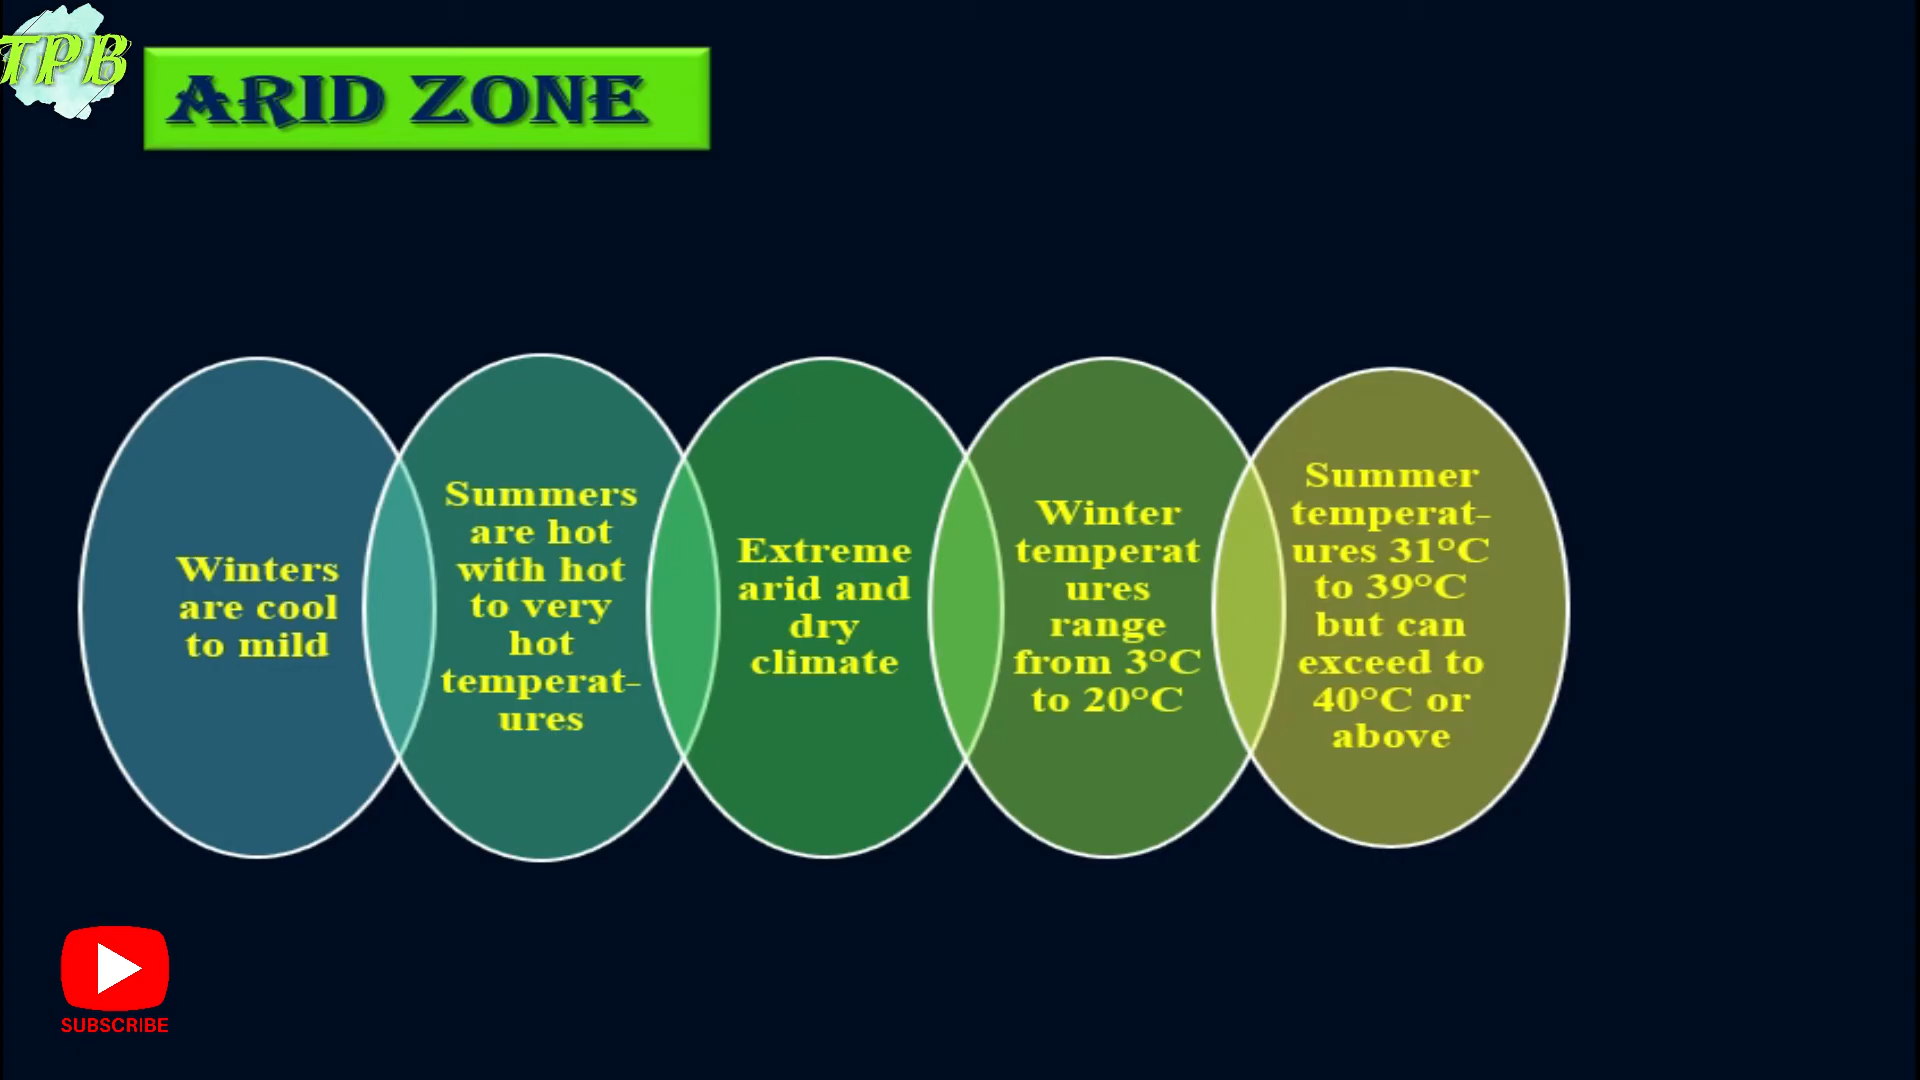 TPB
ARID ZONE
Winters
are cool
to mild
Summers
are hot
with hot
to very
hot
temperat-
ures
Extreme
arid and
dry
climate
Winter
temperat
ures
range
from 3°C
to 20°C
Summer
temperat-
ures 31°C
to 39°C
but can
exceed to
40°C or
above
SUBSCRIBE